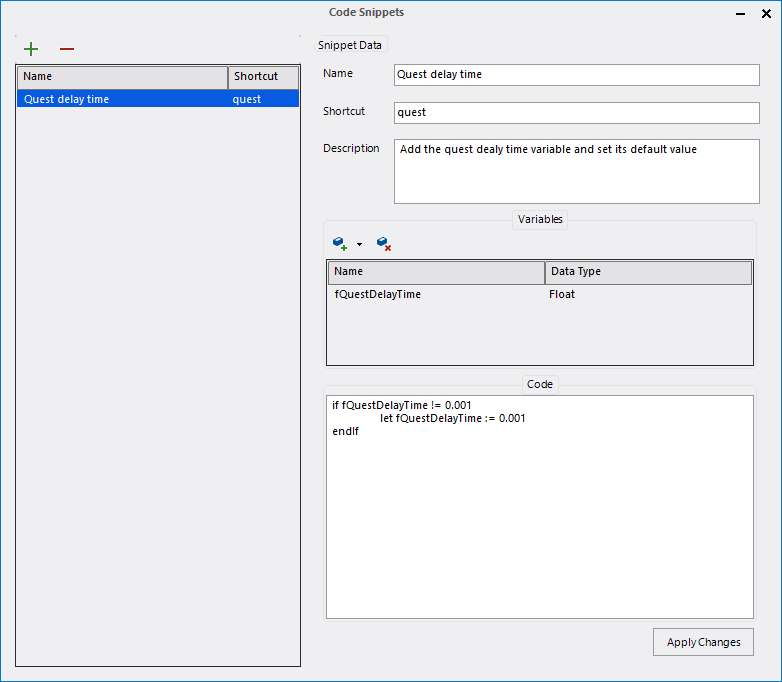 Code Snippets
Name Shortcut
Quest delay time quest
Snippet Data
Name Quest delay time
Shortcut quest
Description Add the quest dealy time variable and set its default value
Variables
Name Data Type
fQuestDelayTime Float
Code
if fQuestDelayTime != 0.001
let fQuestDelayTime := 0.001
endIf
Apply Changes